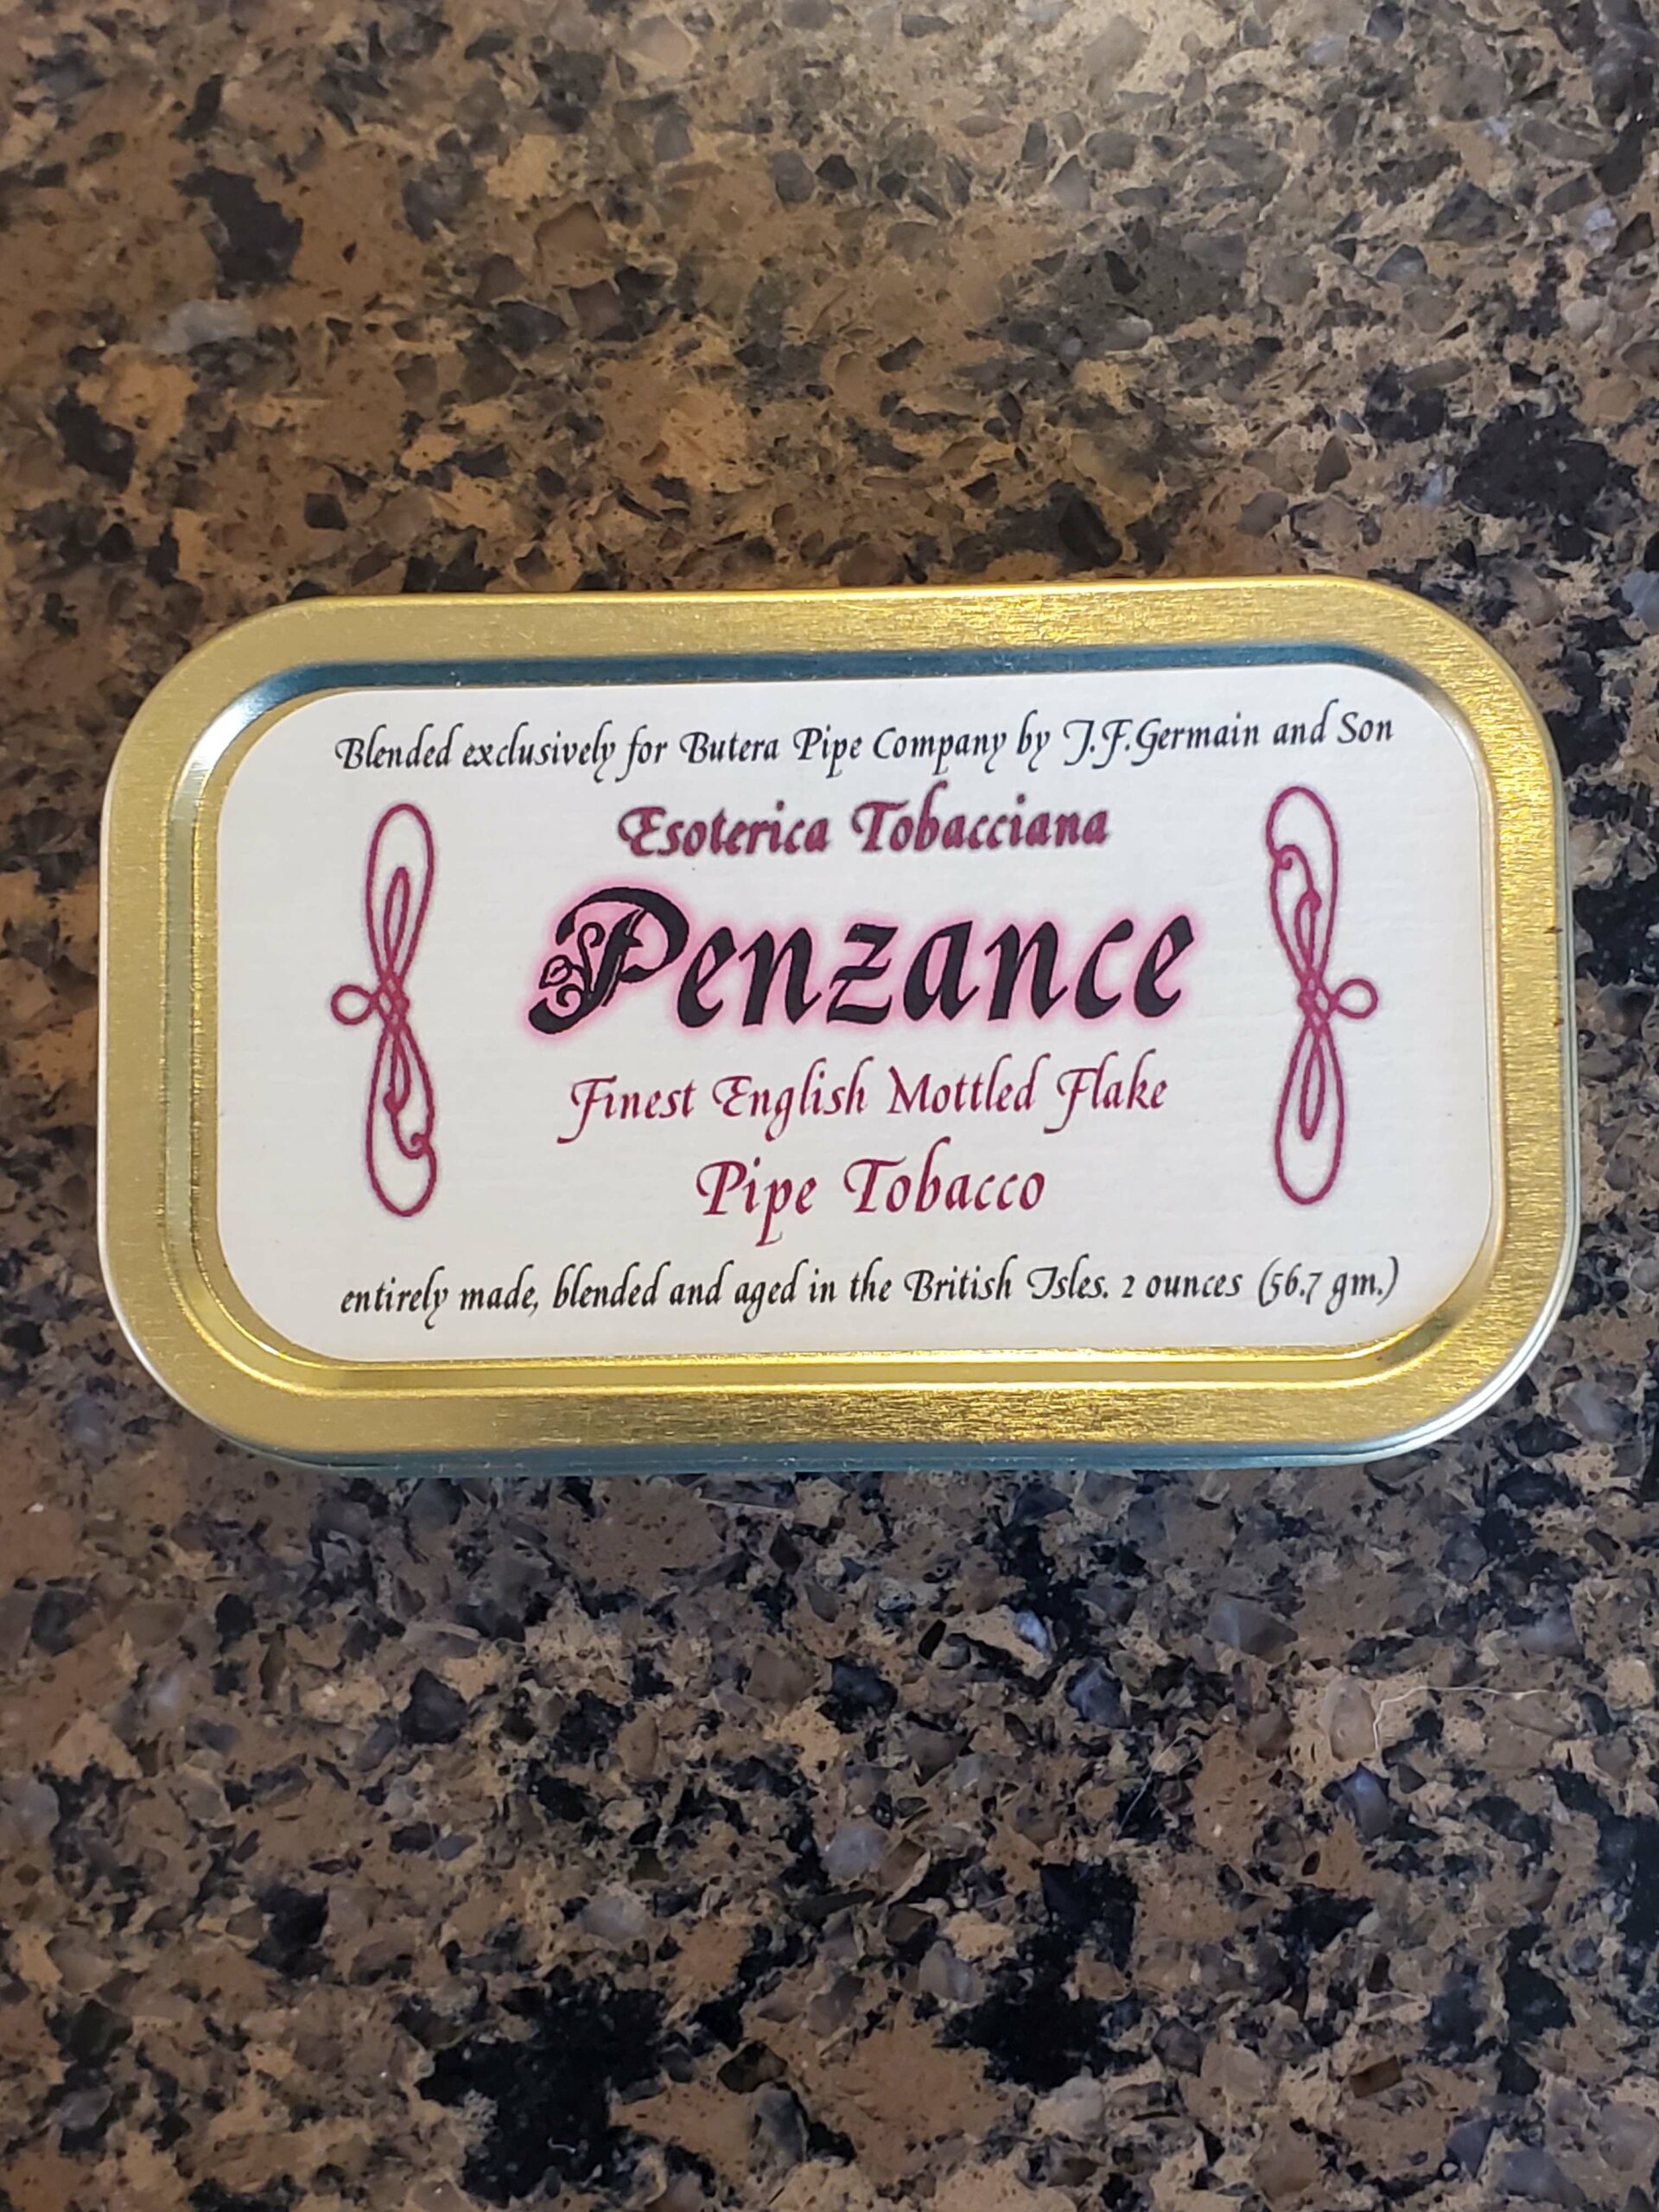 Blended exclusively for Butera Pipe Company by J.F.Germain and Son
Esoterica Tobacciana
Penzance
Finest English Mottled Flake
Pipe Tobacco
entirely made, blended and aged in the British Isles. 2 ounces (56.7 gm.)